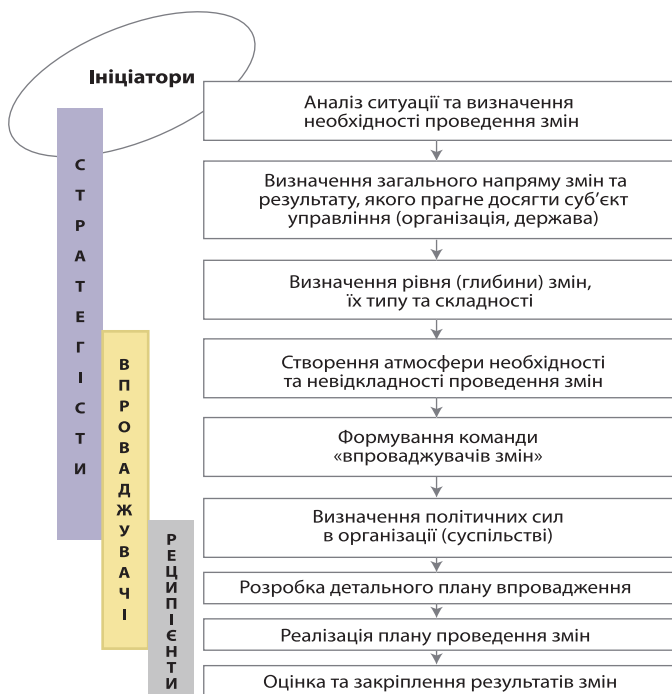 Ініціатори
СТРАТЕГІСТИ
ВПРОВАДЖУВАЧІ
РЕЦИПІЄНТИ
Аналіз ситуації та визначення
необхідності проведення змін
Визначення загального напряму змін та
результату, якого прагне досягти суб’єкт
управління (організація, держава)
Визначення рівня (глибини) змін,
їх типу та складності
Створення атмосфери необхідності
та невідкладності проведення змін
Формування команди
«впроваджувачів змін»
Визначення політичних сил
в організації (суспільстві)
Розробка детального плану впровадження
Реалізація плану проведення змін
Оцінка та закріплення результатів змін